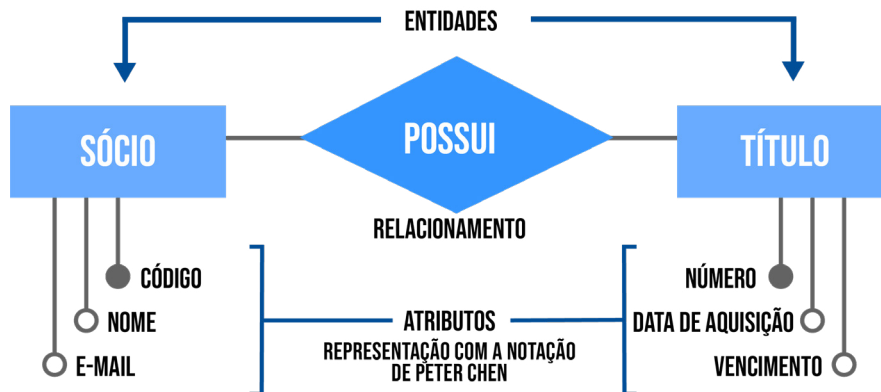 ENTIDADES
SÓCIO
POSSUI
TÍTULO
RELACIONAMENTO
CÓDIGO
NOME
E-MAIL
ATRIBUTOS
REPRESENTAÇÃO COM A NOTAÇÃO
DE PETER CHEN
NÚMERO
DATA DE AQUISIÇÃO
VENCIMENTO